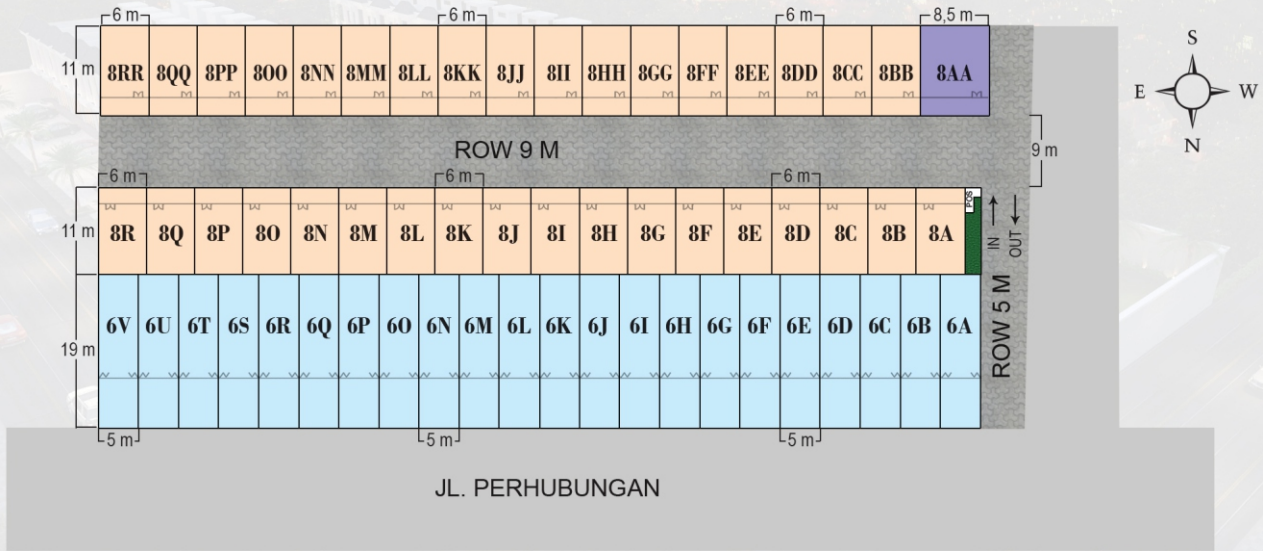 6 m 6 m 6 m 8,5 m
S
11 m 8RR 8QQ 8PP 8OO 8NN 8MM 8LL 8KK 8JJ 8II 8HH 8GG 8FF 8EE 8DD 8CC 8BB 8AA
E W
N
ROW 9 M
9 m
6 m 6 m 6 m
POS
11 m 8R 8Q 8P 8O 8N 8M 8L 8K 8J 8I 8H 8G 8F 8E 8D 8C 8B 8A
IN OUT
19 m 6V 6U 6T 6S 6R 6Q 6P 6O 6N 6M 6L 6K 6J 6I 6H 6G 6F 6E 6D 6C 6B 6A
ROW 5 M
5 m 5 m 5 m
JL. PERHUBUNGAN